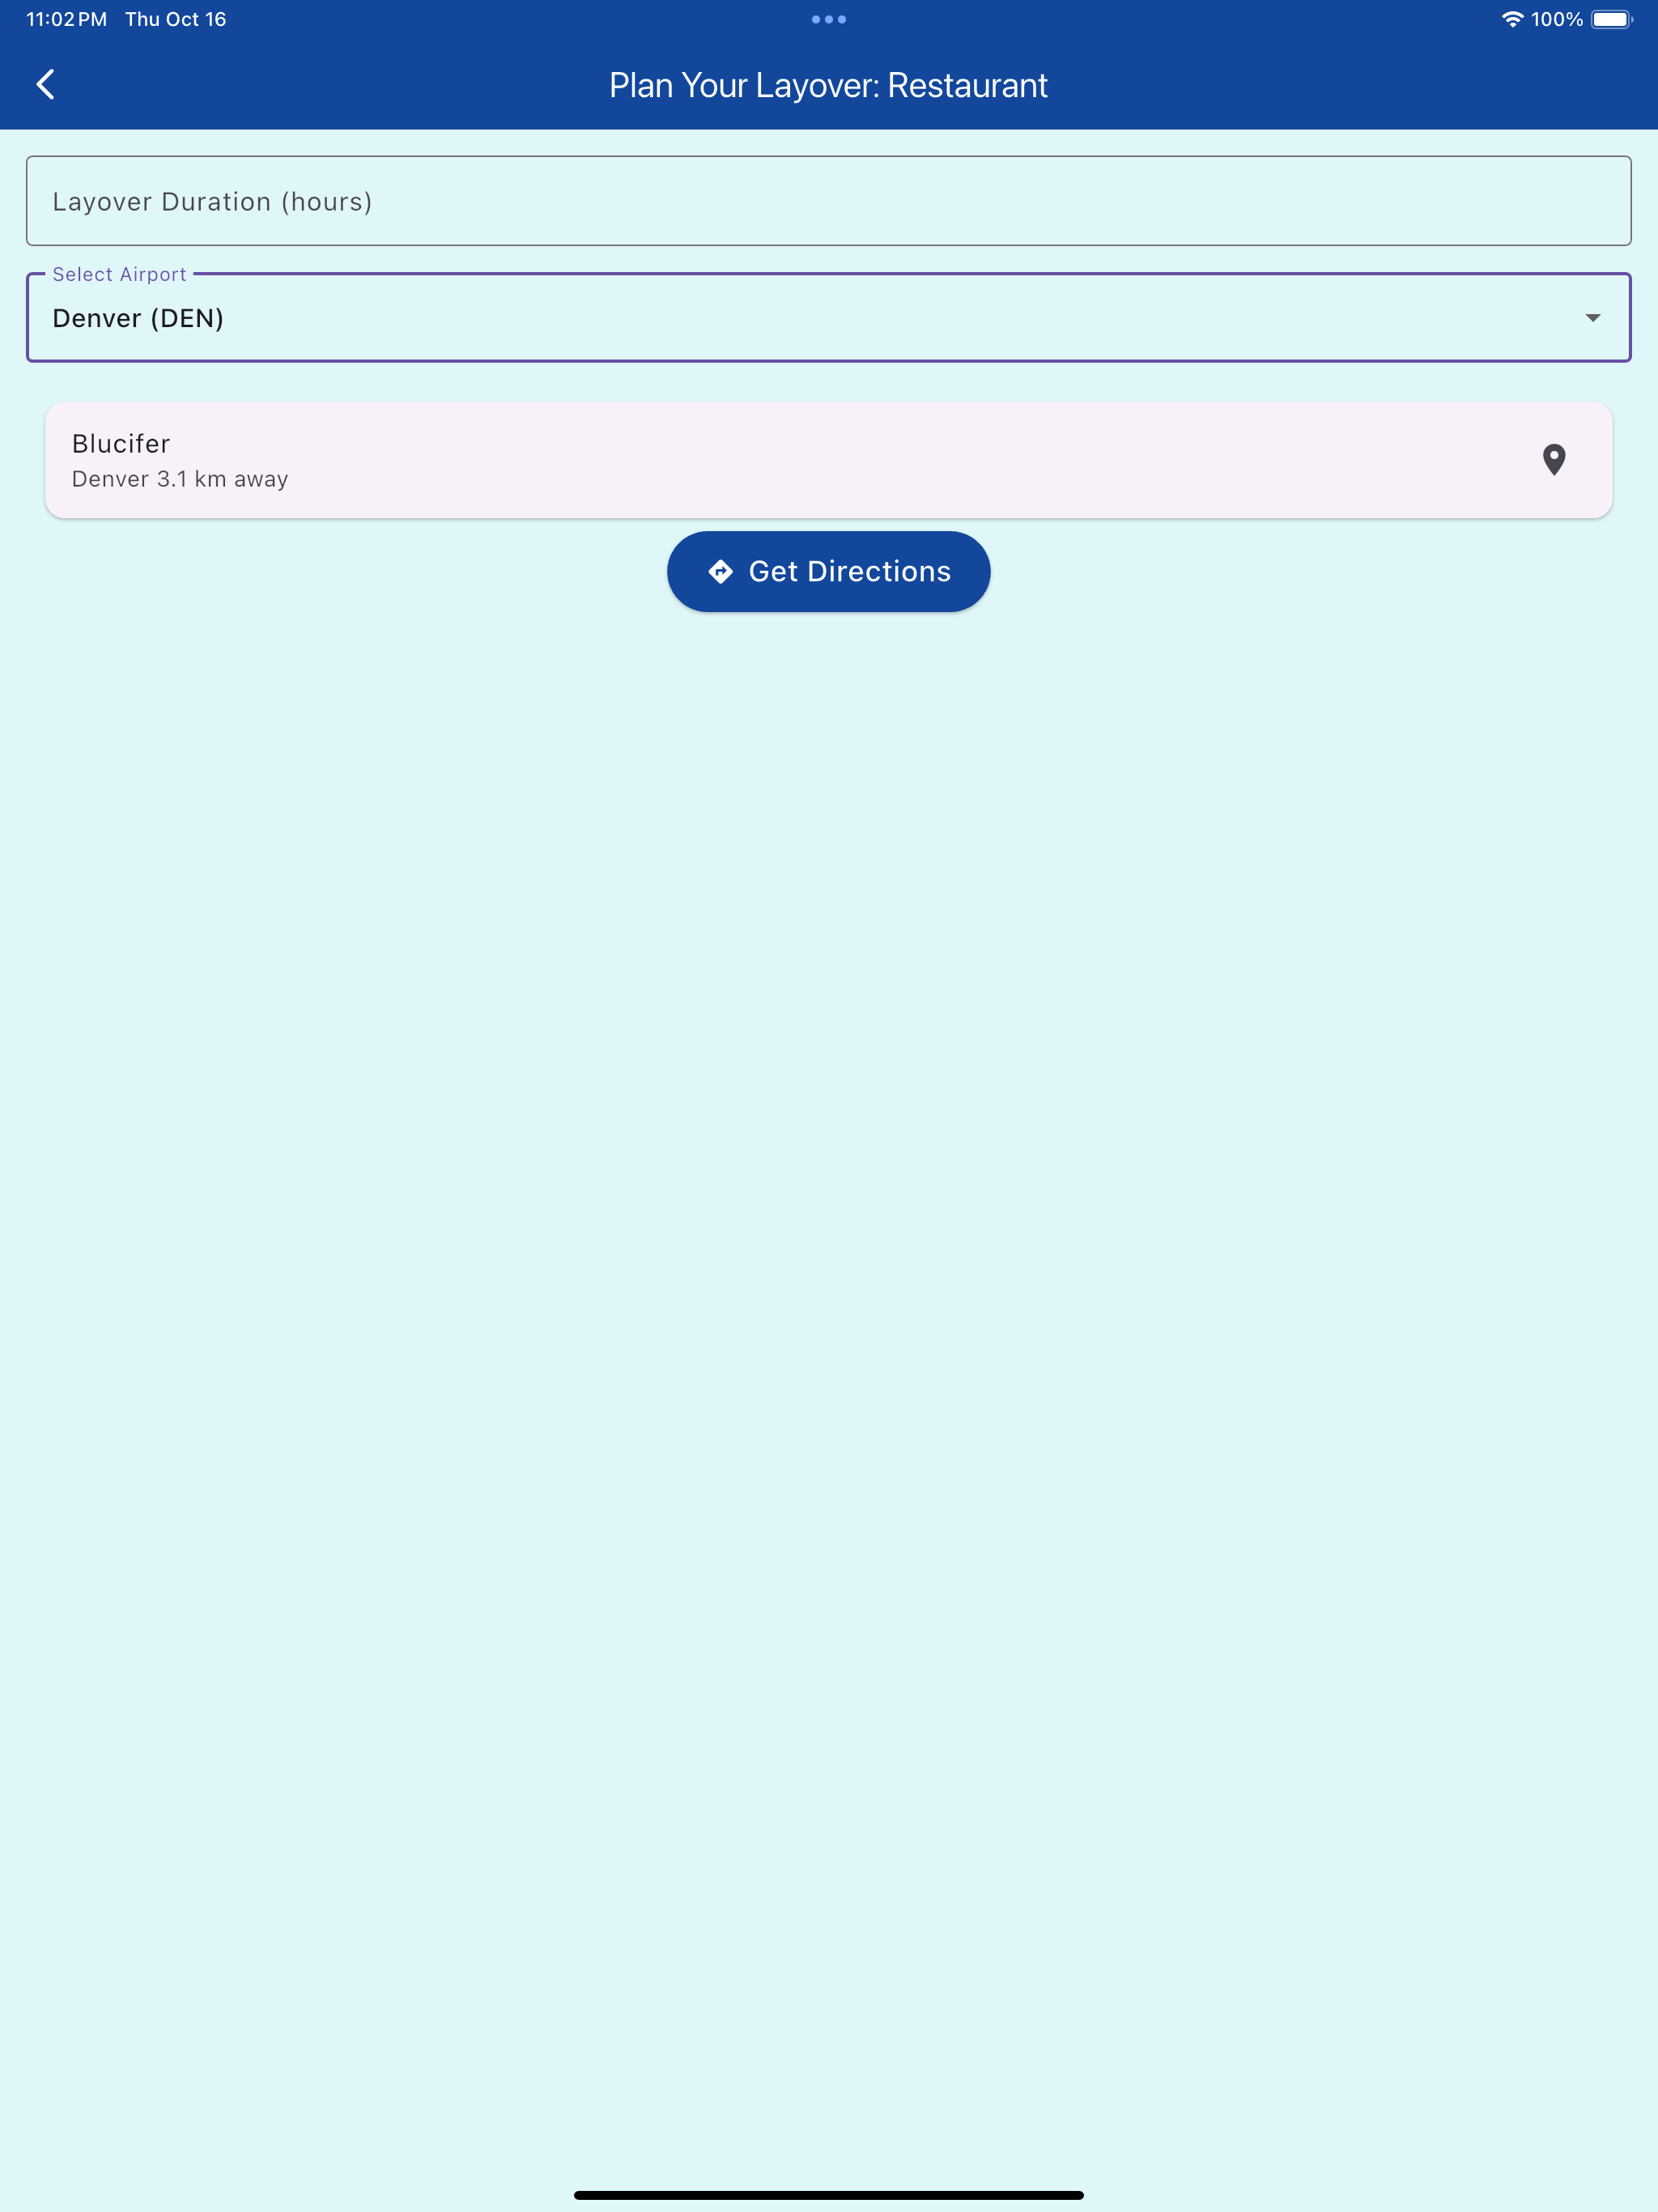 11:02 PM Thu Oct 16 100%
Plan Your Layover: Restaurant
Layover Duration (hours)
Select Airport
Denver (DEN)
Blucifer
Denver 3.1 km away
Get Directions